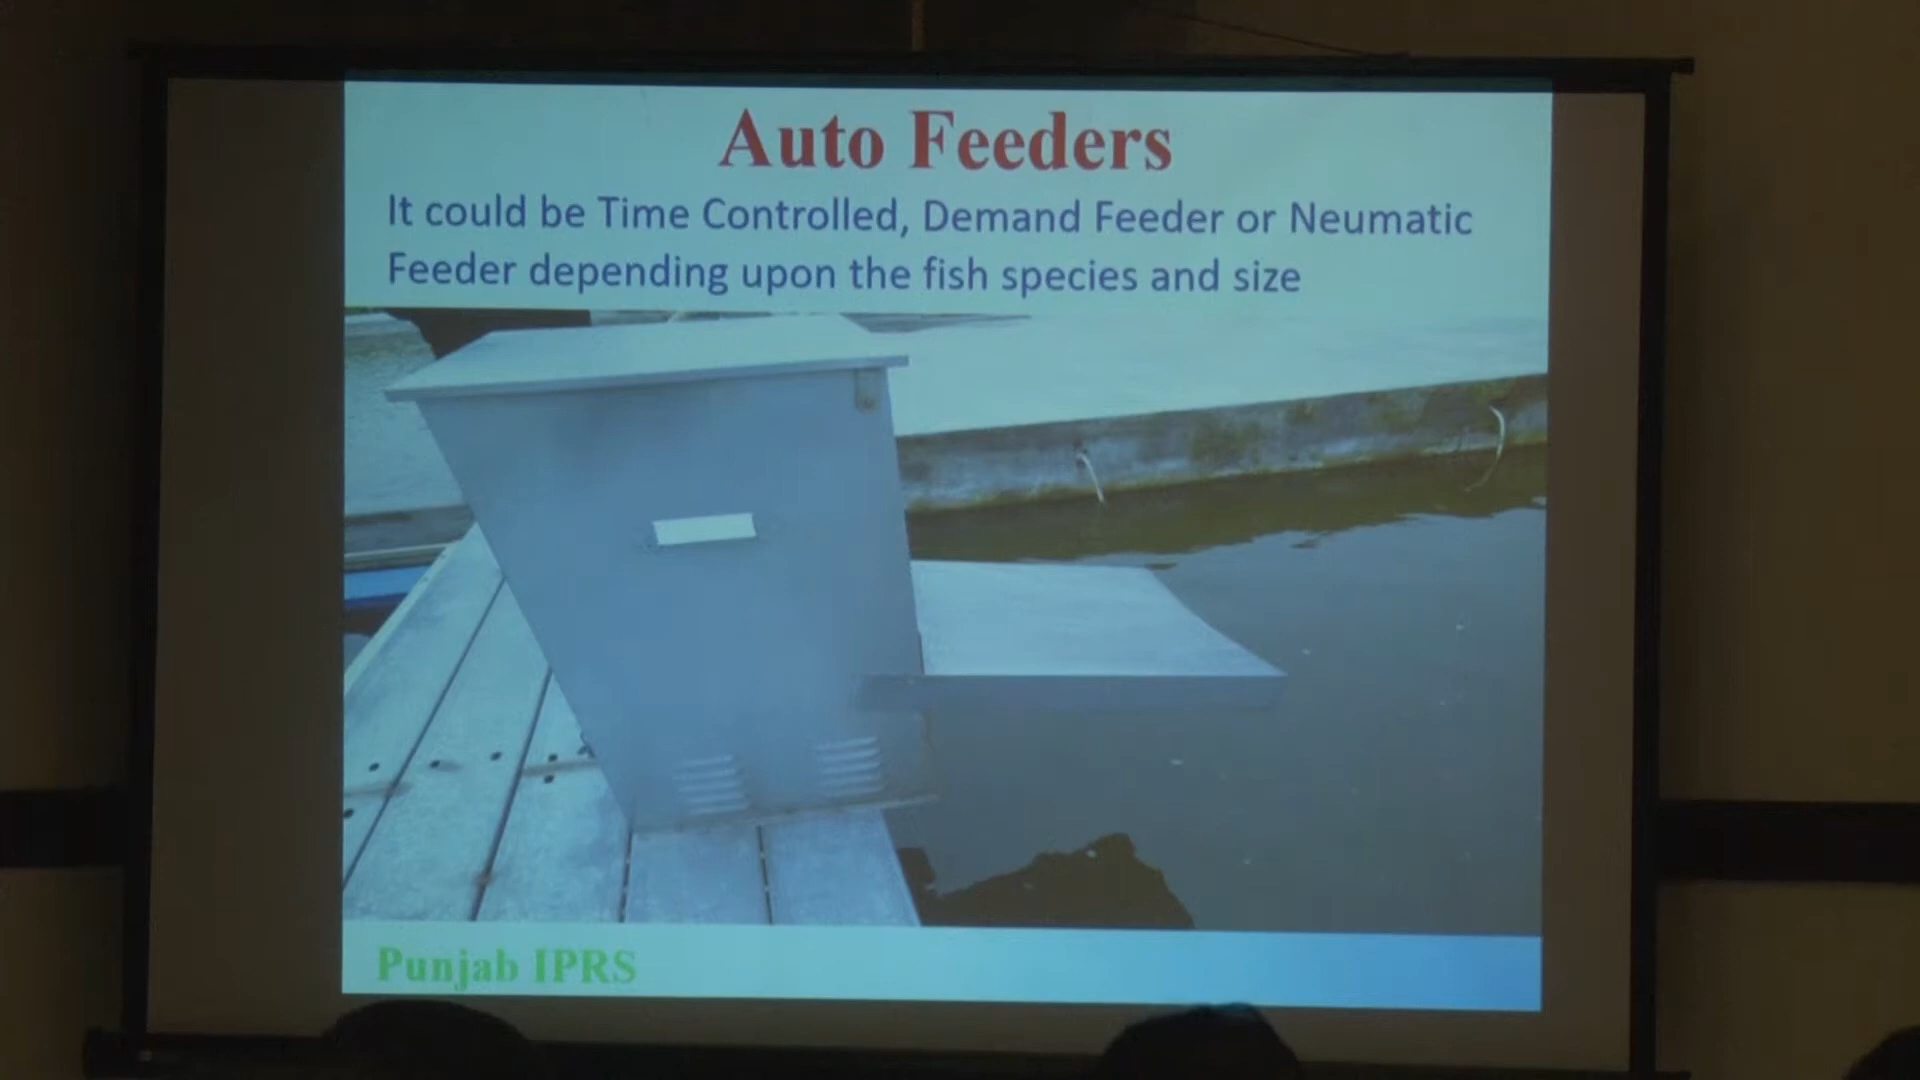 Auto Feeders
It could be Time Controlled, Demand Feeder or Neumatic
Feeder depending upon the fish species and size
Punjab IPRS